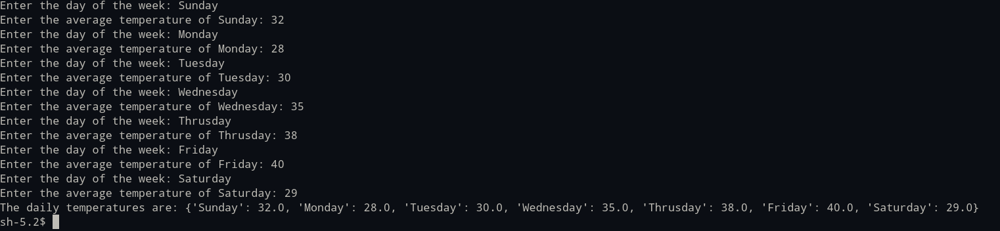 Enter the day of the week: Sunday
Enter the average temperature of Sunday: 32
Enter the day of the week: Monday
Enter the average temperature of Monday: 28
Enter the day of the week: Tuesday
Enter the average temperature of Tuesday: 30
Enter the day of the week: Wednesday
Enter the average temperature of Wednesday: 35
Enter the day of the week: Thrusday
Enter the average temperature of Thrusday: 38
Enter the day of the week: Friday
Enter the average temperature of Friday: 40
Enter the day of the week: Saturday
Enter the average temperature of Saturday: 29
The daily temperatures are: {'Sunday': 32.0, 'Monday': 28.0, 'Tuesday': 30.0, 'Wednesday': 35.0, 'Thrusday': 38.0, 'Friday': 40.0, 'Saturday': 29.0}
sh-5.2$